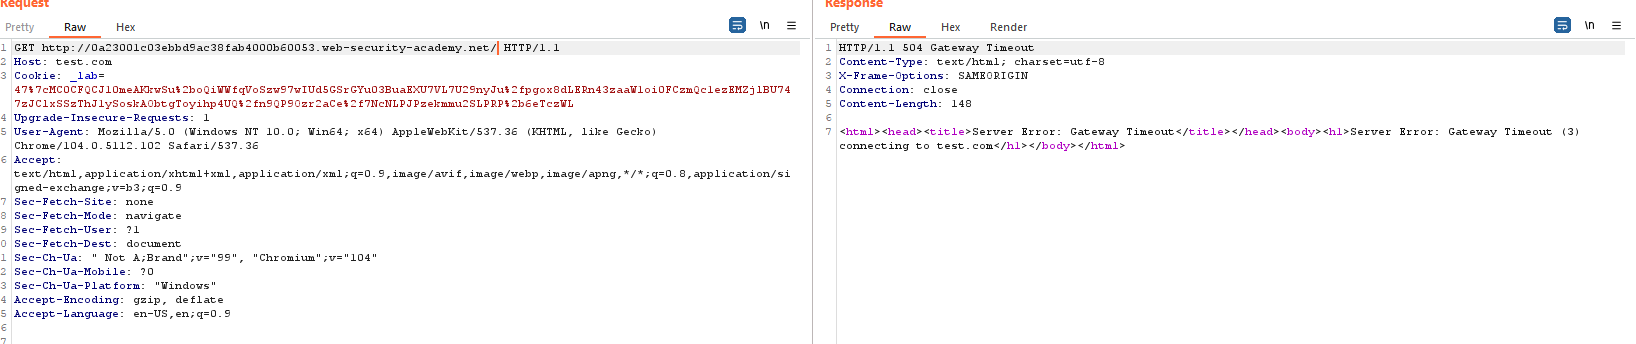 Request
Pretty Raw Hex \n
1 GET http://0a23001c03ebbd9ac38fab4000b60053.web-security-academy.net/ HTTP/1.1
2 Host: test.com
3 Cookie: _lab=
47%7cMC0CFQCJl0meAKKwSu%2boQiWWfqVoSzw97wIUd5GSrGYu03BuaEXU7VL7U29nyJu%2fpgox8dLERn43zaaWloi0FCzmQclezEMZjlBU74
7zJClxSSzThJlySoskA0btgToyihp4UQ%2fn9QP90zr2aCe%2f7NcNLPJPzekmmu2SLPRP%2b6eTczWL
4 Upgrade-Insecure-Requests: 1
5 User-Agent: Mozilla/5.0 (Windows NT 10.0; Win64; x64) AppleWebKit/537.36 (KHTML, like Gecko)
Chrome/104.0.5112.102 Safari/537.36
6 Accept:
text/html,application/xhtml+xml,application/xml;q=0.9,image/avif,image/webp,image/apng,*/*;q=0.8,application/si
gned-exchange;v=b3;q=0.9
7 Sec-Fetch-Site: none
8 Sec-Fetch-Mode: navigate
9 Sec-Fetch-User: ?1
0 Sec-Fetch-Dest: document
1 Sec-Ch-Ua: " Not A;Brand";v="99", "Chromium";v="104"
2 Sec-Ch-Ua-Mobile: ?0
3 Sec-Ch-Ua-Platform: "Windows"
4 Accept-Encoding: gzip, deflate
5 Accept-Language: en-US,en;q=0.9
6
7
Response
Pretty Raw Hex Render \n
1 HTTP/1.1 504 Gateway Timeout
2 Content-Type: text/html; charset=utf-8
3 X-Frame-Options: SAMEORIGIN
4 Connection: close
5 Content-Length: 148
6
7 <html><head><title>Server Error: Gateway Timeout</title></head><body><h1>Server Error: Gateway Timeout (3)
connecting to test.com</h1></body></html>